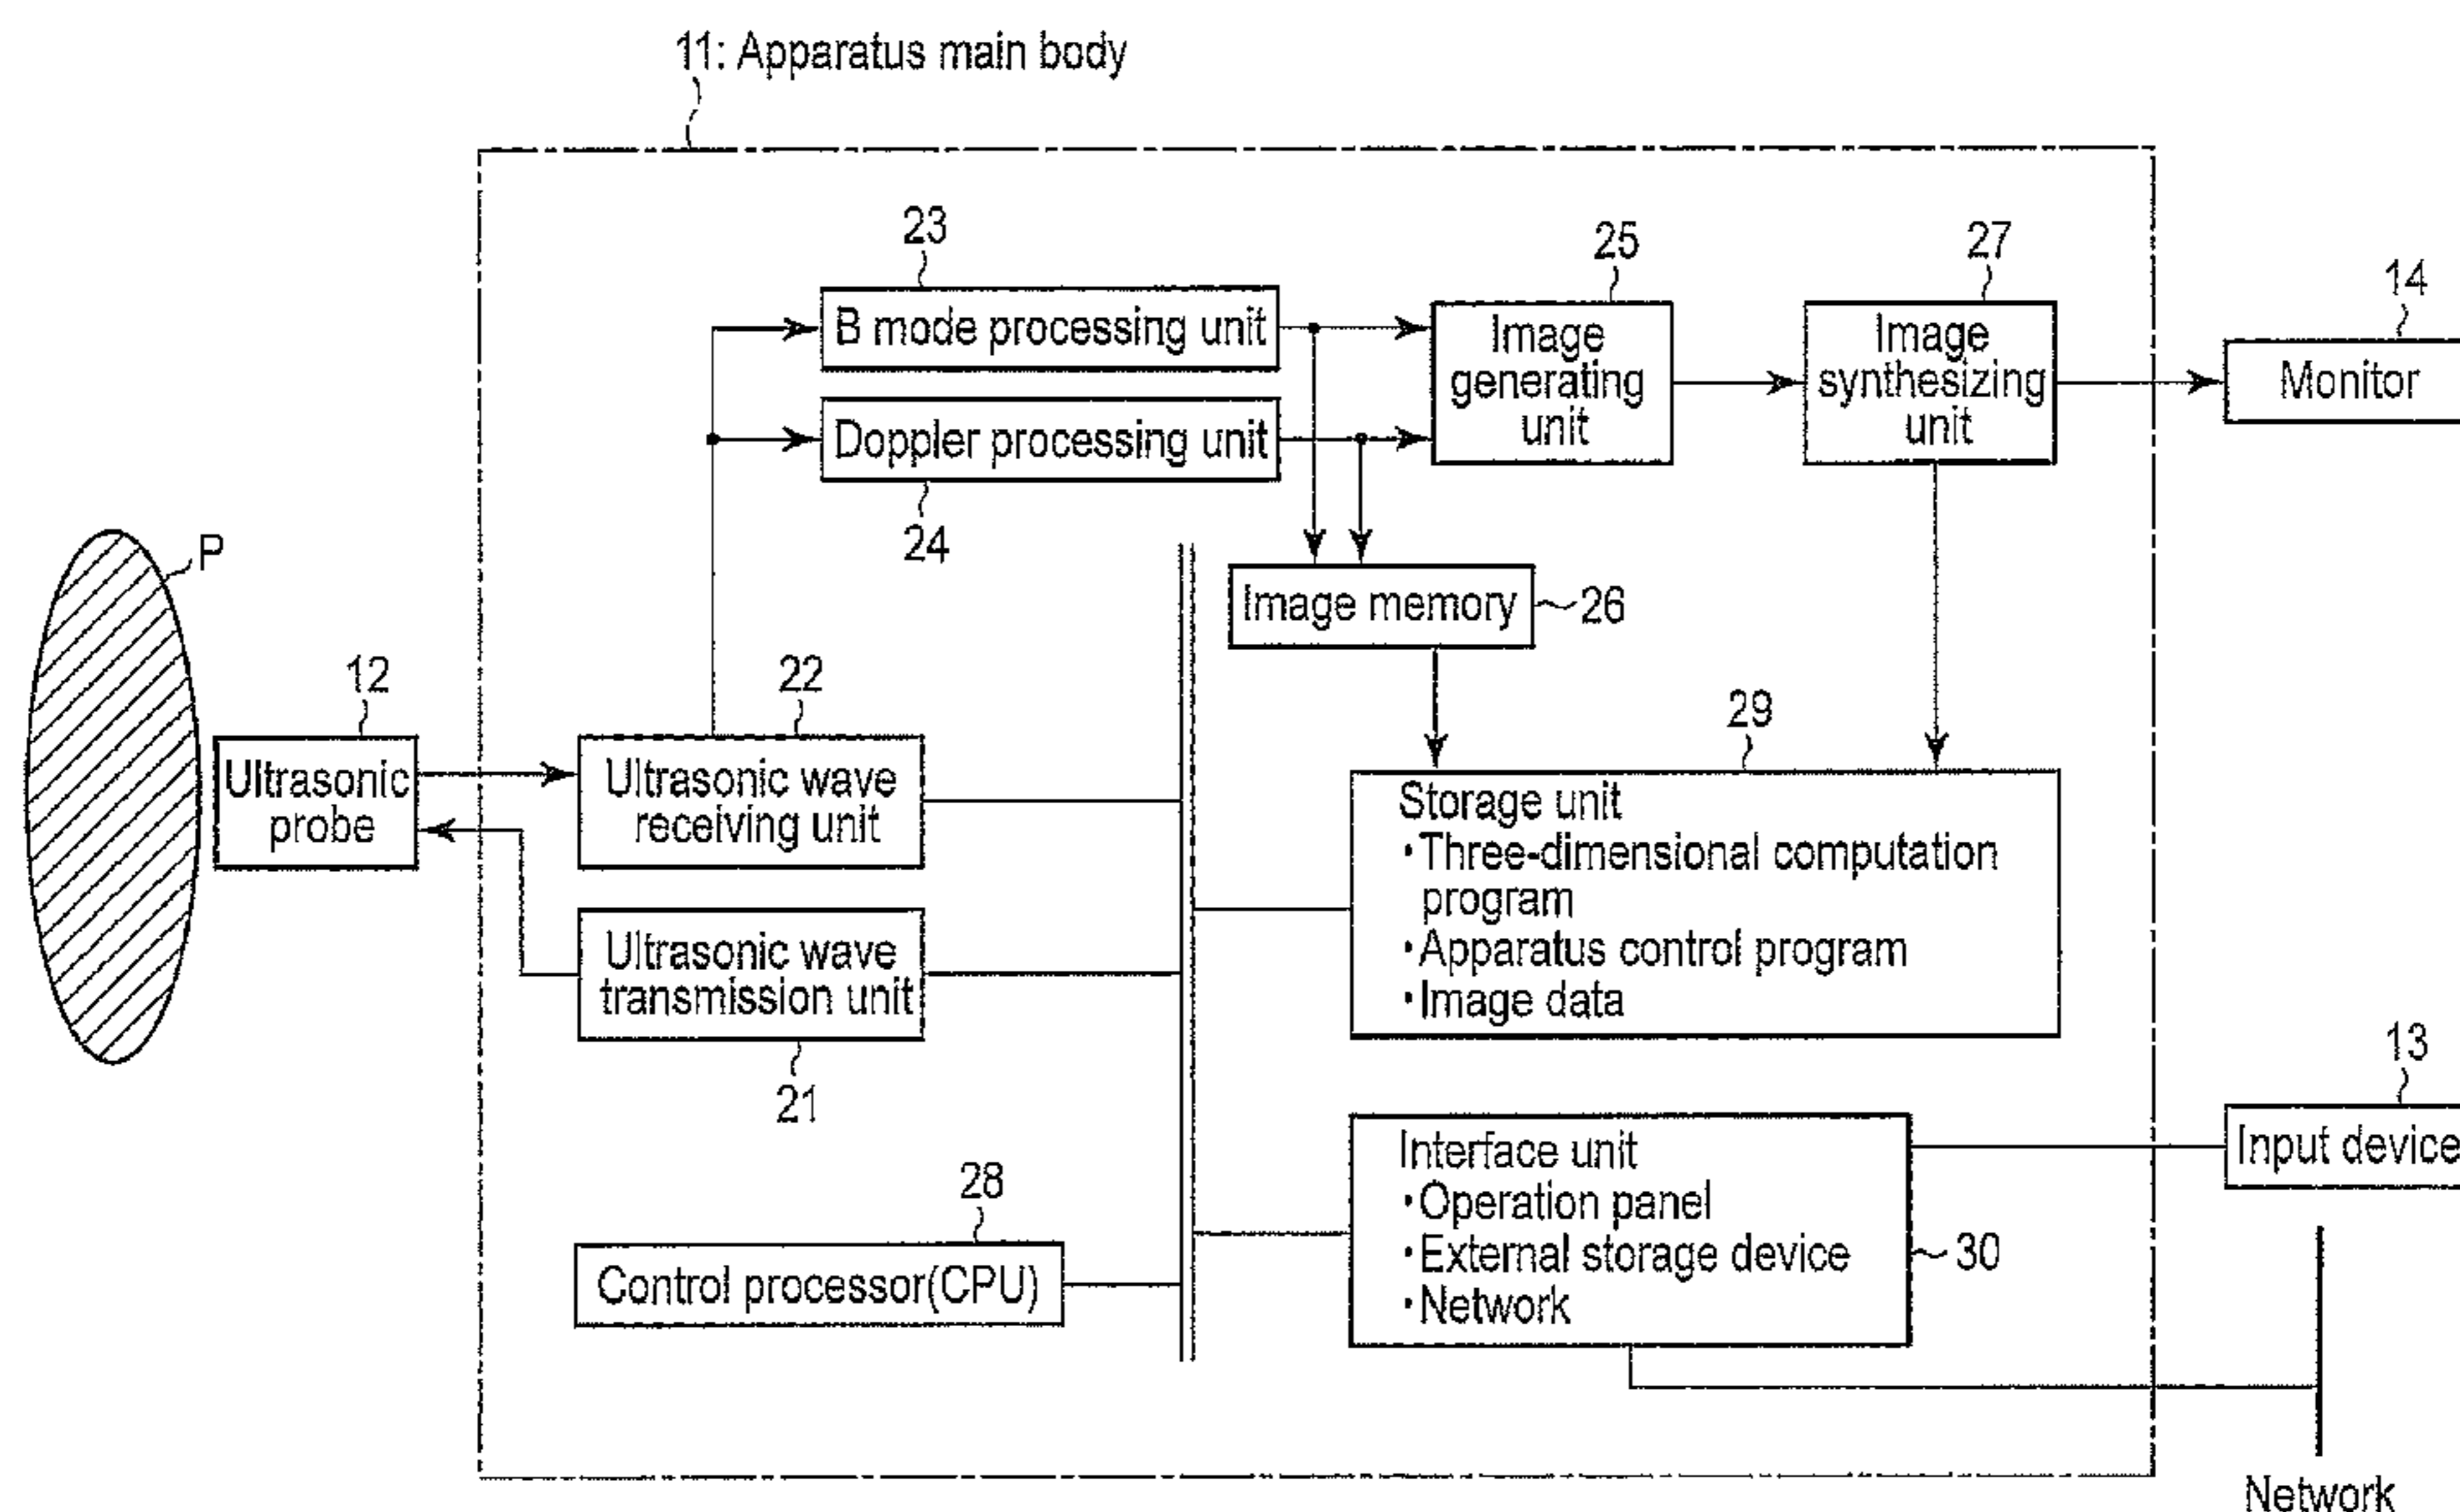 11: Apparatus main body
23
B mode processing unit
25
Image
generating
unit
27
Image
synthesizing
unit
14
Monitor
Doppler processing unit
24
P
Image memory
26
12
Ultrasonic
probe
22
Ultrasonic wave
receiving unit
29
Storage unit
・Three-dimensional computation
program
・Apparatus control program
・Image data
Ultrasonic wave
transmission unit
21
13
Input device
28
Control processor(CPU)
Interface unit
・Operation panel
・External storage device
・Network
30
Network